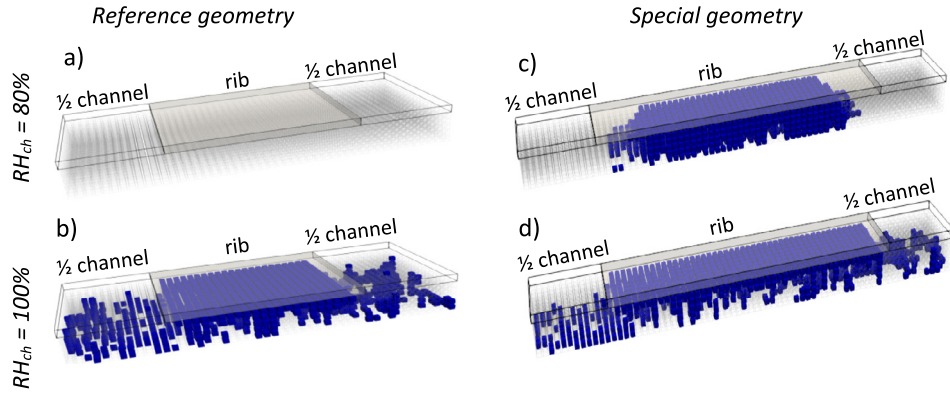 Reference geometry
Special geometry
RHch = 80%
a)
½ channel
rib
½ channel
c)
½ channel
rib
½ channel
RHch = 100%
b)
½ channel
rib
½ channel
d)
½ channel
rib
½ channel